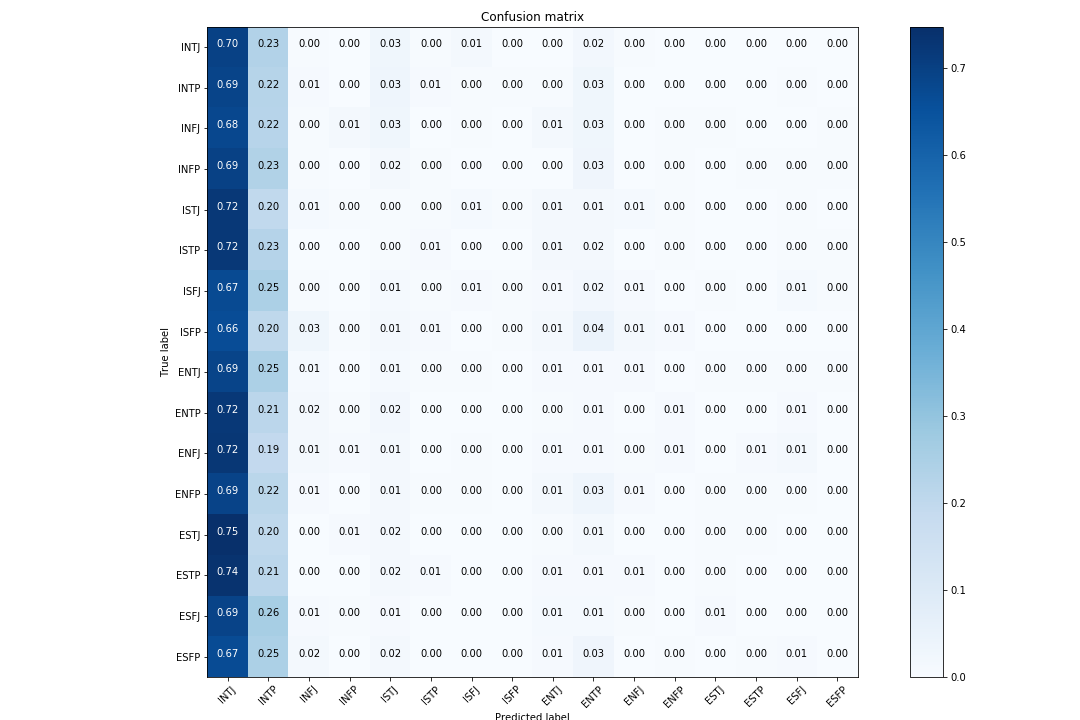 Confusion matrix
INTJ 0.70 0.23 0.00 0.00 0.03 0.00 0.01 0.00 0.00 0.02 0.00 0.00 0.00 0.00 0.00 0.00
INTP 0.69 0.22 0.01 0.00 0.03 0.01 0.00 0.00 0.00 0.03 0.00 0.00 0.00 0.00 0.00 0.00
INFJ 0.68 0.22 0.00 0.01 0.03 0.00 0.00 0.00 0.01 0.03 0.00 0.00 0.00 0.00 0.00 0.00
INFP 0.69 0.23 0.00 0.00 0.02 0.00 0.00 0.00 0.00 0.03 0.00 0.00 0.00 0.00 0.00 0.00
ISTJ 0.72 0.20 0.01 0.00 0.00 0.00 0.01 0.00 0.01 0.01 0.01 0.00 0.00 0.00 0.00 0.00
ISTP 0.72 0.23 0.00 0.00 0.00 0.01 0.00 0.00 0.01 0.02 0.00 0.00 0.00 0.00 0.00 0.00
ISFJ 0.67 0.25 0.00 0.00 0.01 0.00 0.01 0.00 0.01 0.02 0.01 0.00 0.00 0.00 0.01 0.00
ISFP 0.66 0.20 0.03 0.00 0.01 0.01 0.00 0.00 0.01 0.04 0.01 0.01 0.00 0.00 0.00 0.00
ENTJ 0.69 0.25 0.01 0.00 0.01 0.00 0.00 0.00 0.01 0.01 0.01 0.00 0.00 0.00 0.00 0.00
ENTP 0.72 0.21 0.02 0.00 0.02 0.00 0.00 0.00 0.00 0.01 0.00 0.01 0.00 0.00 0.01 0.00
ENFJ 0.72 0.19 0.01 0.01 0.01 0.00 0.00 0.00 0.01 0.01 0.00 0.01 0.00 0.01 0.01 0.00
ENFP 0.69 0.22 0.01 0.00 0.01 0.00 0.00 0.00 0.01 0.03 0.01 0.00 0.00 0.00 0.00 0.00
ESTJ 0.75 0.20 0.00 0.01 0.02 0.00 0.00 0.00 0.00 0.01 0.00 0.00 0.00 0.00 0.00 0.00
ESTP 0.74 0.21 0.00 0.00 0.02 0.01 0.00 0.00 0.01 0.01 0.01 0.00 0.00 0.00 0.00 0.00
ESFJ 0.69 0.26 0.01 0.00 0.01 0.00 0.00 0.00 0.01 0.01 0.00 0.00 0.01 0.00 0.00 0.00
ESFP 0.67 0.25 0.02 0.00 0.02 0.00 0.00 0.00 0.01 0.03 0.00 0.00 0.00 0.00 0.01 0.00
True label
INTJ INTP INFJ INFP ISTJ ISTP ISFJ ISFP ENTJ ENTP ENFJ ENFP ESTJ ESTP ESFJ ESFP
Predicted label
0.7
0.6
0.5
0.4
0.3
0.2
0.1
0.0